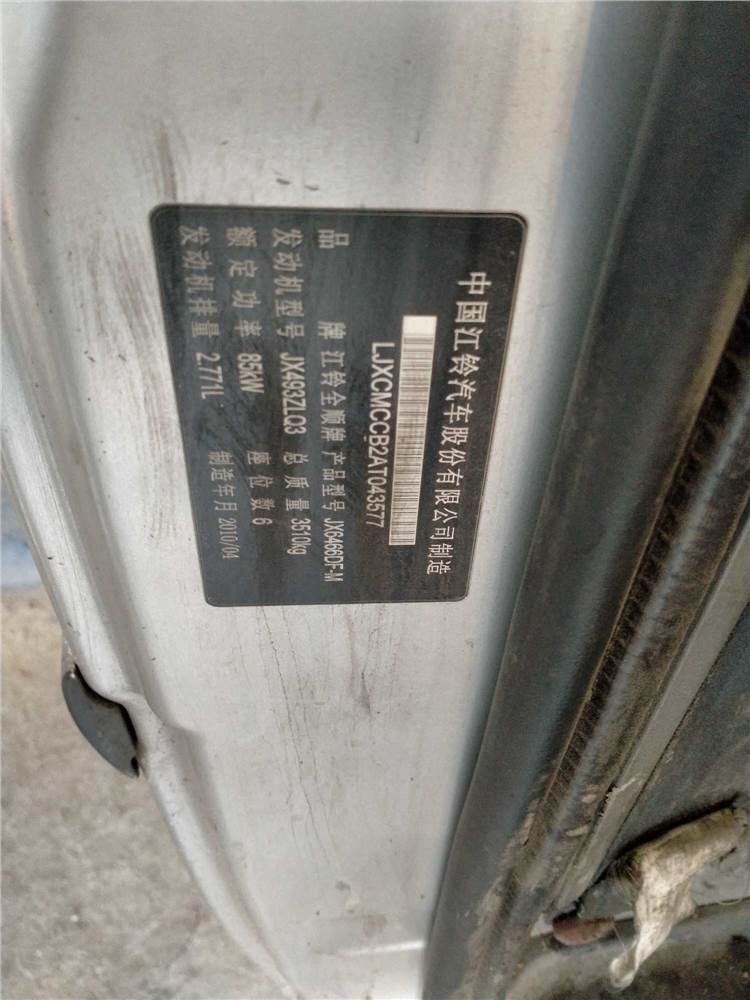 中国江铃汽车股份有限公司制造
LJXCMCCB2AT043577
品 牌 江铃全顺牌 产品型号 JX6466DF-M
发动机型号 JX493ZLQ3 总质量 3510kg
额定功率 85kW 座位数 6
发动机排量 2.771L 制造年月 2010/04